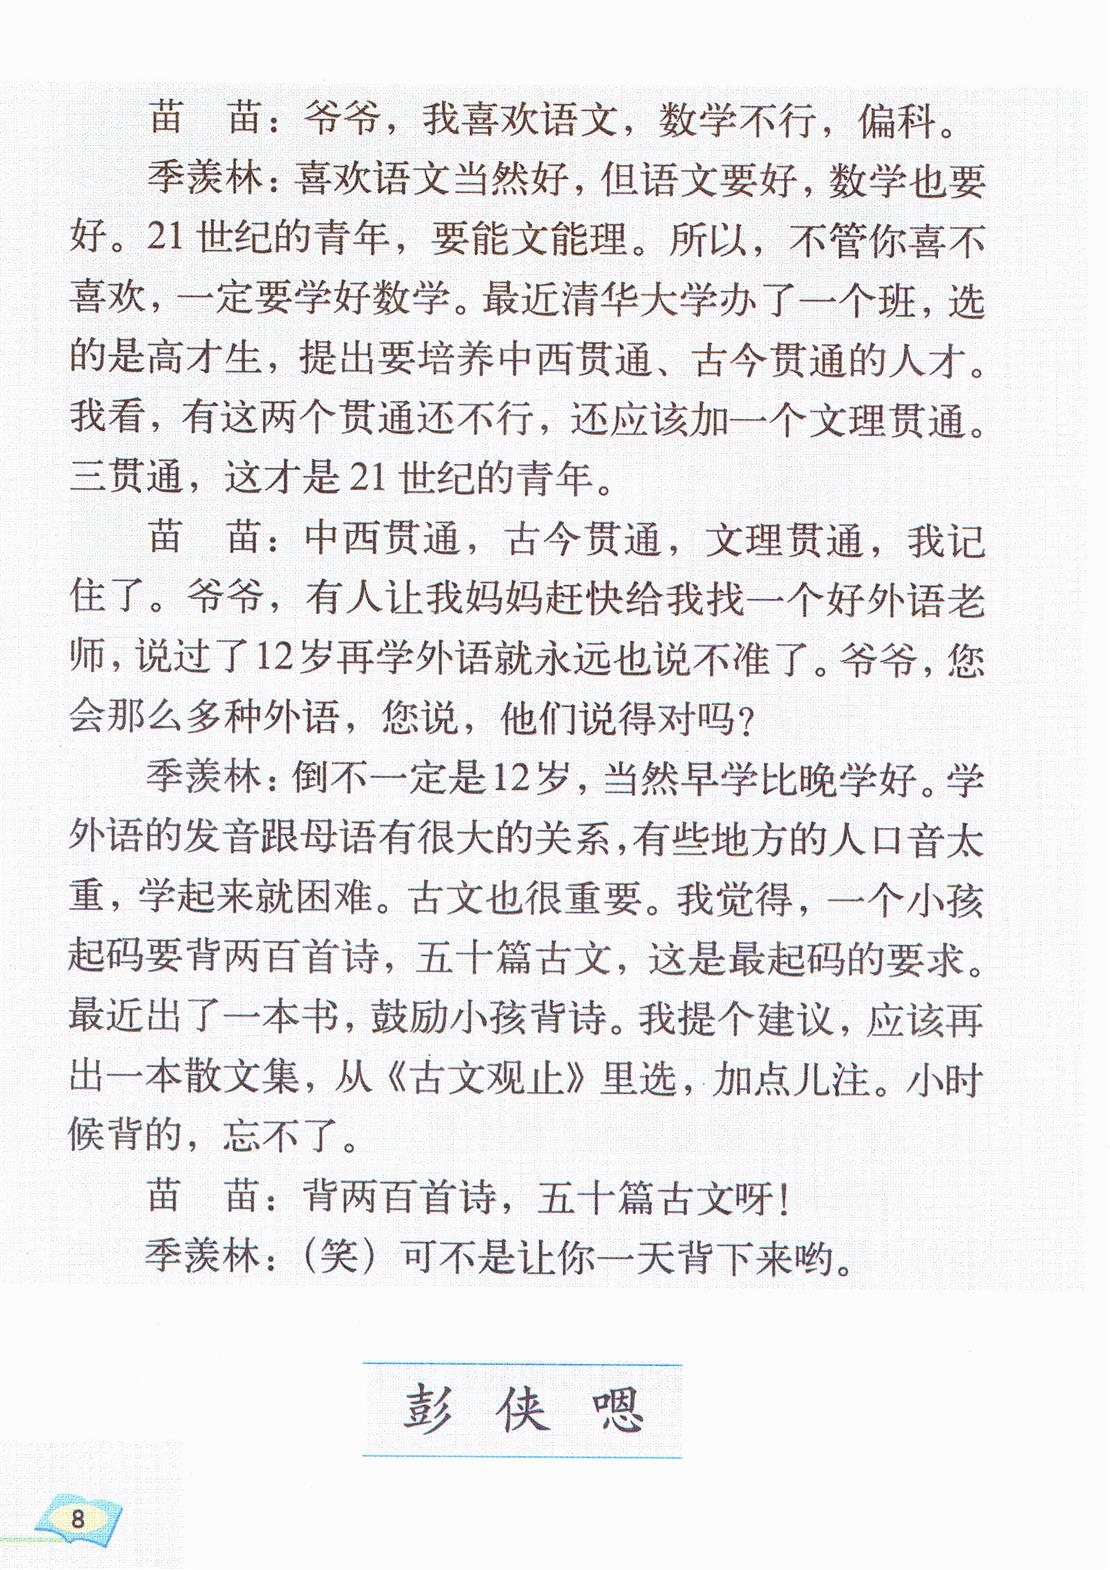 苗　苗：爷爷，我喜欢语文，数学不行，偏科。
季羡林：喜欢语文当然好，但语文要好，数学也要
好。21世纪的青年，要能文能理。所以，不管你喜不
喜欢，一定要学好数学。最近清华大学办了一个班，选
的是高才生，提出要培养中西贯通、古今贯通的人才。
我看，有这两个贯通还不行，还应该加一个文理贯通。
三贯通，这才是21世纪的青年。
苗　苗：中西贯通，古今贯通，文理贯通，我记
住了。爷爷，有人让我妈妈赶快给我找一个好外语老
师，说过了12岁再学外语就永远也说不准了。爷爷，您
会那么多种外语，您说，他们说得对吗？
季羡林：倒不一定是12岁，当然早学比晚学好。学
外语的发音跟母语有很大的关系，有些地方的人口音太
重，学起来就困难。古文也很重要。我觉得，一个小孩
起码要背两百首诗，五十篇古文，这是最起码的要求。
最近出了一本书，鼓励小孩背诗。我提个建议，应该再
出一本散文集，从《古文观止》里选，加点儿注。小时
候背的，忘不了。
苗　苗：背两百首诗，五十篇古文呀！
季羡林：（笑）可不是让你一天背下来哟。
彭 侠 嗯
8